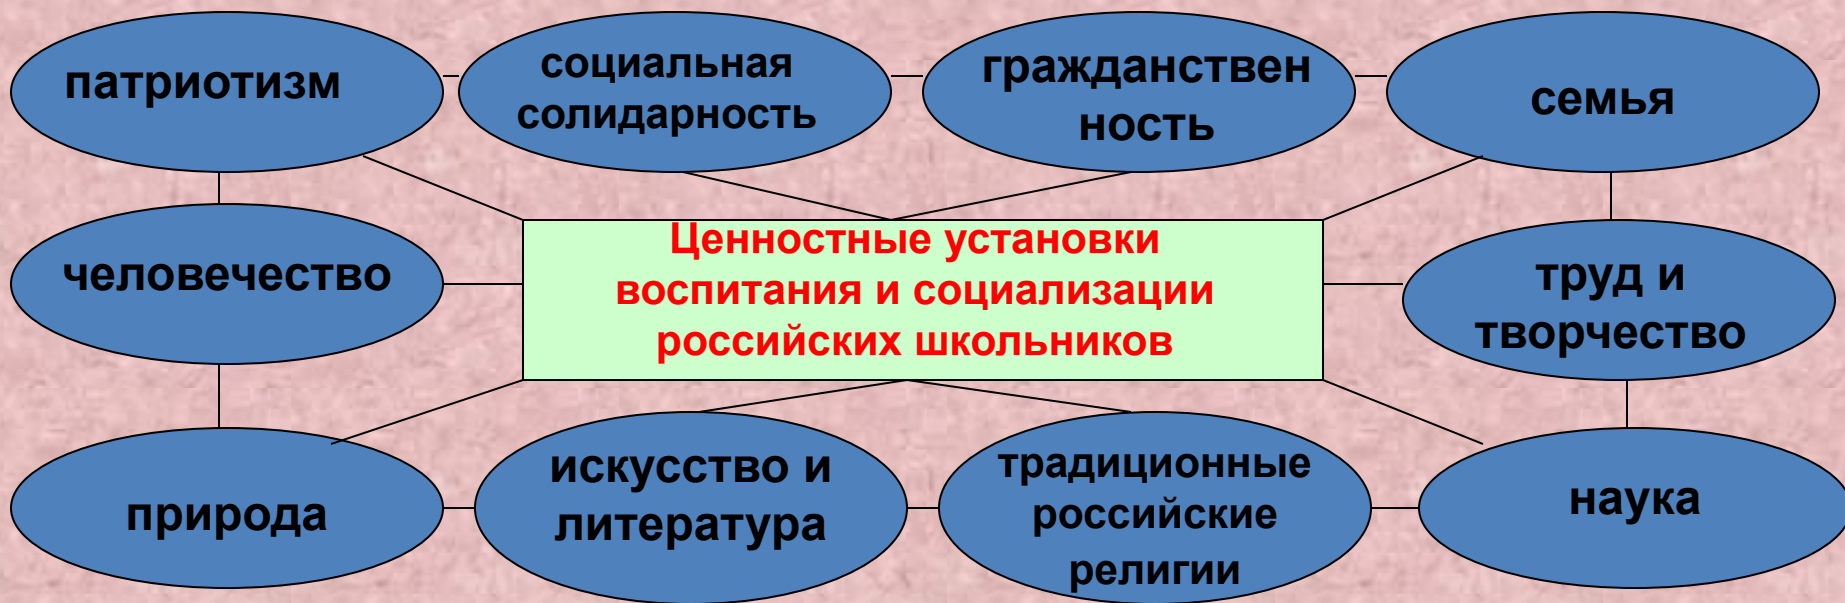 патриотизм
социальная
солидарность
гражданствен
ность
семья
человечество
Ценностные установки
воспитания и социализации
российских школьников
труд и
творчество
природа
искусство и
литература
традиционные
российские
религии
наука